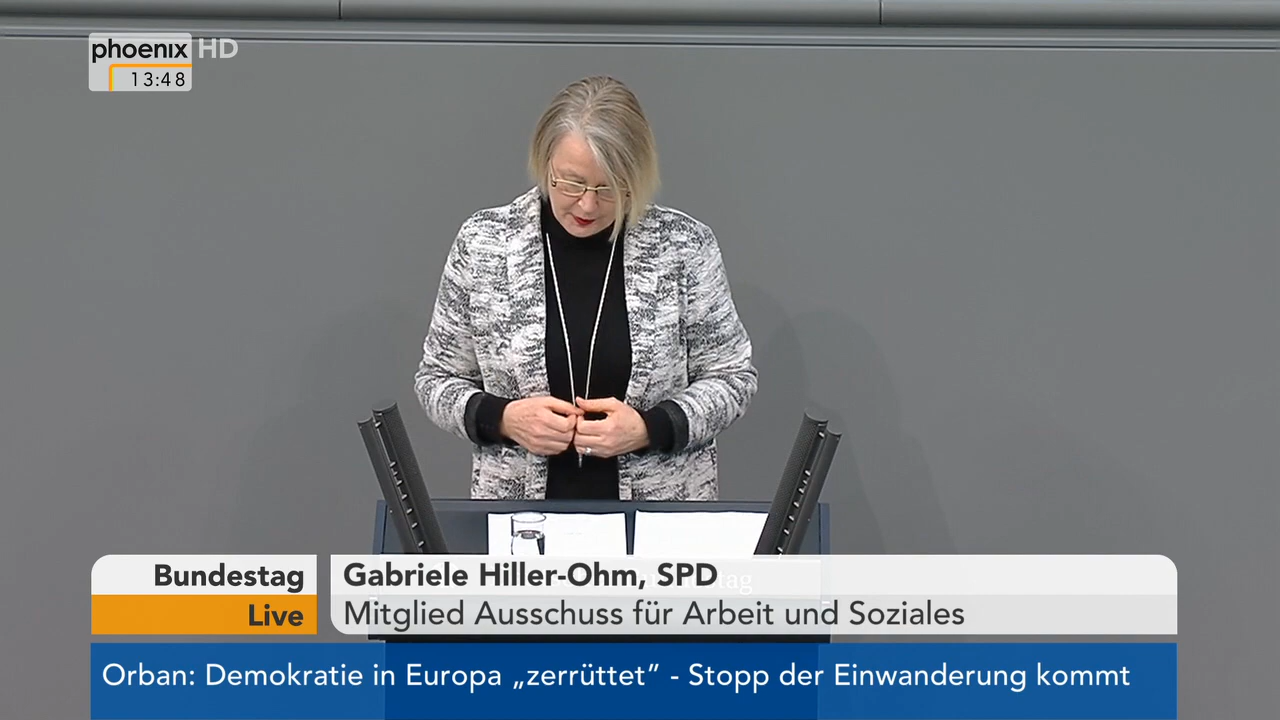 phoenix HD
13:48
Bundestag
Live
Gabriele Hiller-Ohm, SPD
Mitglied Ausschuss für Arbeit und Soziales
Orban: Demokratie in Europa „zerrüttet“ - Stopp der Einwanderung kommt